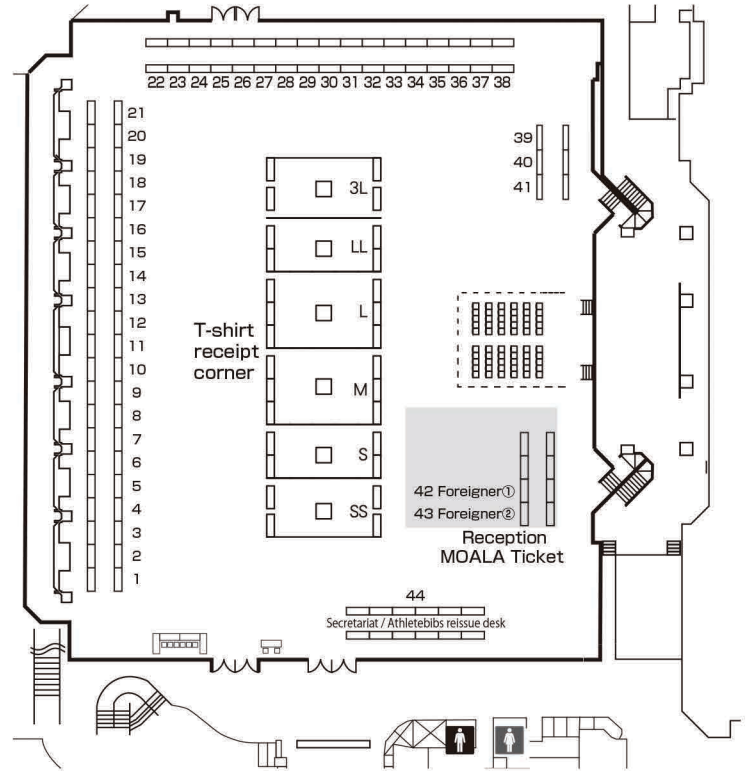 22 23 24 25 26 27 28 29 30 31 32 33 34 35 36 37 38
21
20
19
18
17
16
15
14
13
12
11
10
9
8
7
6
5
4
3
2
1
39
40
41
3L
LL
L
M
S
SS
T-shirt
receipt
corner
42 Foreigner①
43 Foreigner②
Reception
MOALA Ticket
44
Secretariat / Athletebibs reissue desk